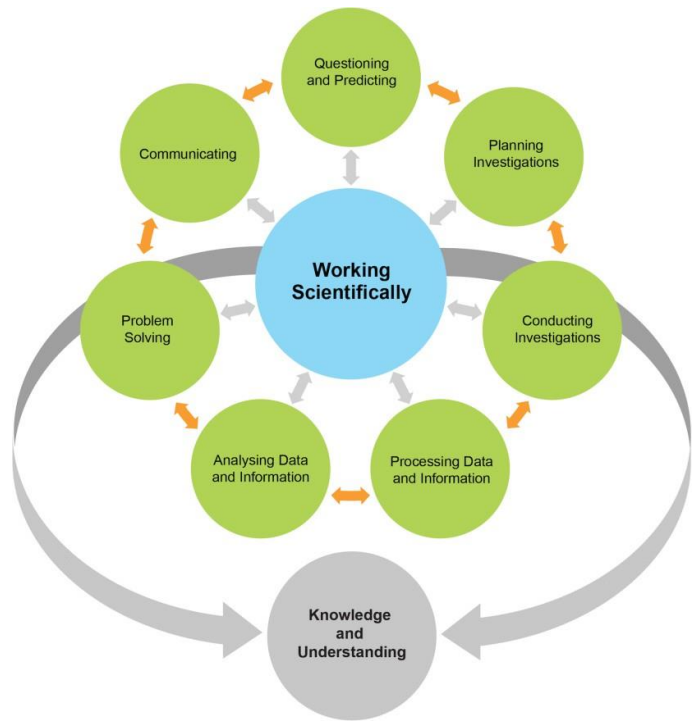 Questioning
and Predicting
Communicating
Planning
Investigations
Working
Scientifically
Problem
Solving
Conducting
Investigations
Analysing Data
and Information
Processing Data
and Information
Knowledge
and
Understanding